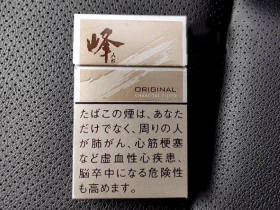 峰
ORIGINAL
CHARCOAL FILTER
たばこの煙は、あなた
だけでなく、周りの人
が肺がん、心筋梗塞
など虚血性心疾患、
脳卒中になる危険性
も高めます。